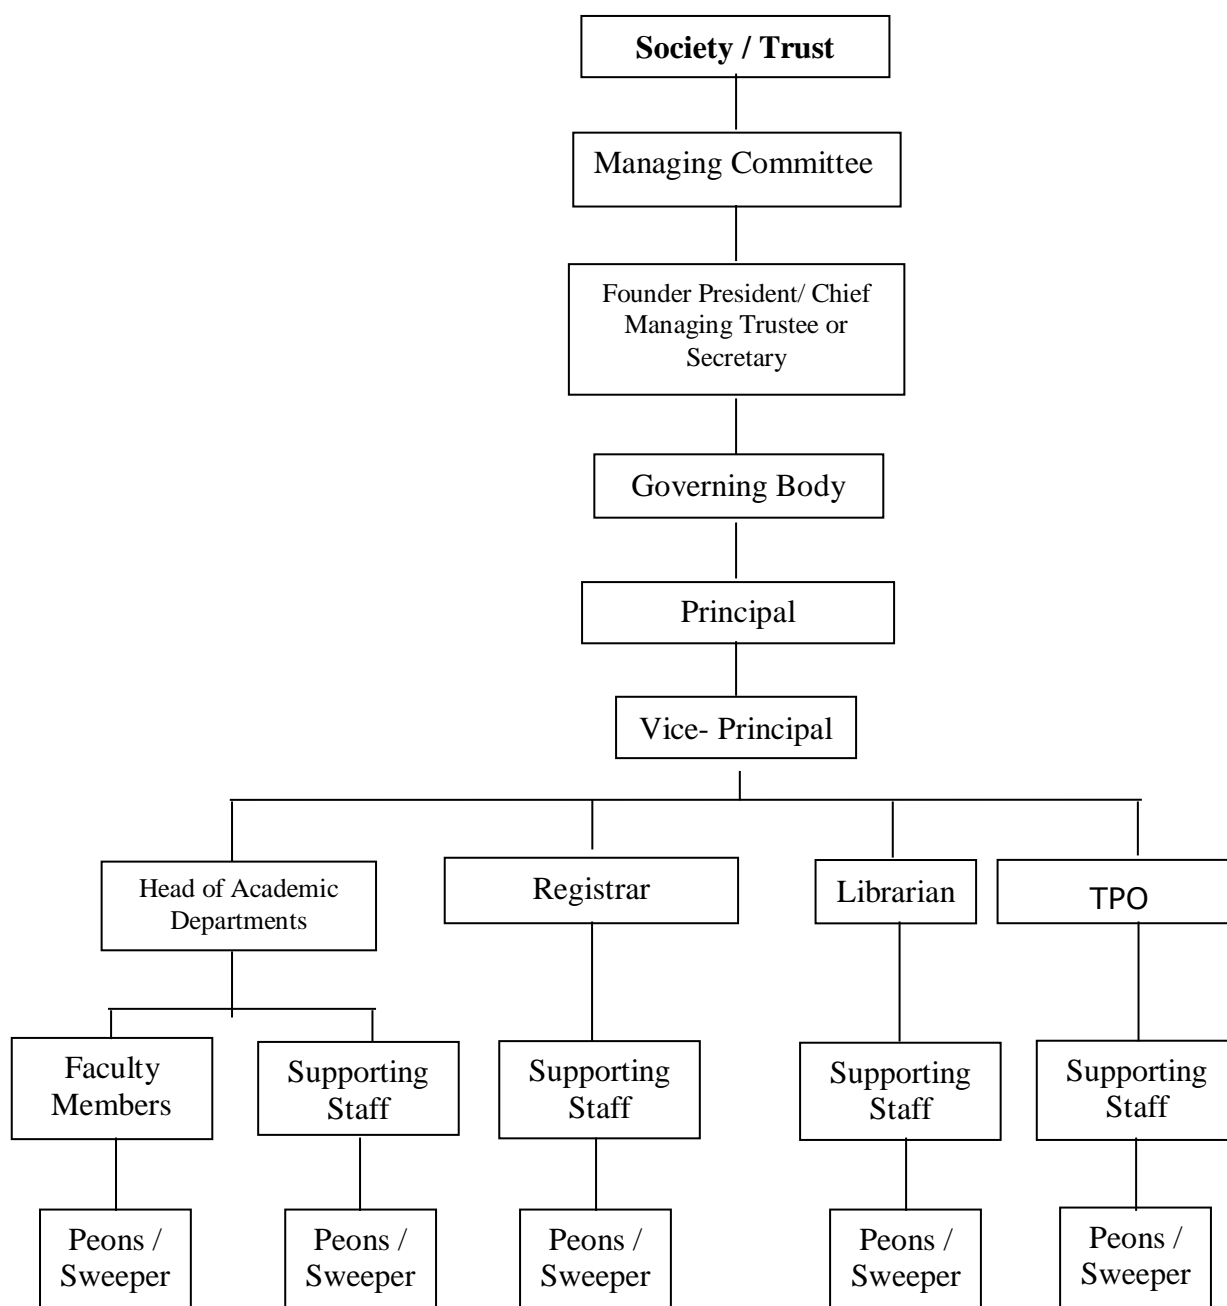 Society / Trust
Managing Committee
Founder President/ Chief
Managing Trustee or
Secretary
Governing Body
Principal
Vice- Principal
Head of Academic
Departments
Registrar
Librarian
TPO
Faculty
Members
Supporting
Staff
Supporting
Staff
Supporting
Staff
Supporting
Staff
Peons /
Sweeper
Peons /
Sweeper
Peons /
Sweeper
Peons /
Sweeper
Peons /
Sweeper